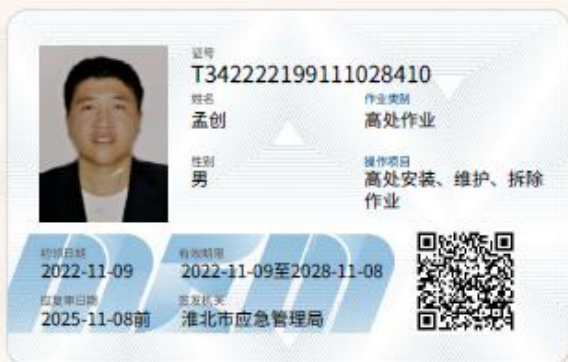 证号
T342222199111028410
姓名
作业类别
孟创
高处作业
性别
操作项目
男
高处安装、维护、拆除
作业
初领日期
有效期限
2022-11-09
2022-11-09至2028-11-08
应复审日期
签发机关
2025-11-08前
淮北市应急管理局